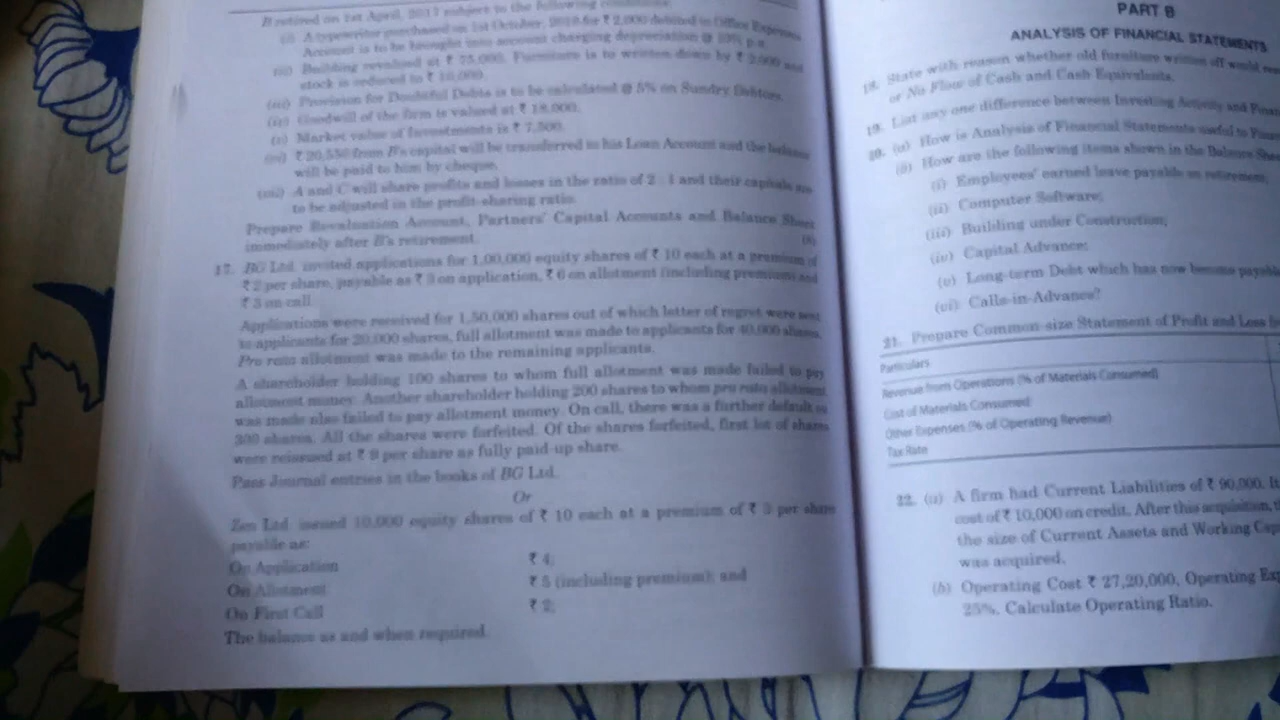 B retired on 1st April, 2017 subject to the following
(i) A typewriter purchased on 1st October, 2016 for ₹ 2,000 debited to Office Expenses
Account is to be brought into account charging depreciation @ 10% p.a.
(ii) Building revalued at ₹ 75,000. Furniture is to written down by ₹ 2,000 and
stock is reduced to ₹ 10,000.
(iii) Provision for Doubtful Debts is to be calculated @ 5% on Sundry Debtors.
(iv) Goodwill of the firm is valued at ₹ 18,000.
(v) Market value of Investments is ₹ 7,500.
(vi) ₹ 20,550 from B's capital will be transferred to his Loan Account and the balance
will be paid to him by cheque.
(vii) A and C will share profits and losses in the ratio of 2 : 1 and their capitals are
to be adjusted in the profit-sharing ratio.
Prepare Revaluation Account, Partners' Capital Accounts and Balance Sheet
immediately after B's retirement.
17. BG Ltd. invited applications for 1,00,000 equity shares of ₹ 10 each at a premium of
₹ 2 per share, payable as ₹ 3 on application, ₹ 6 on allotment (including premium) and
₹ 3 on call.
Applications were received for 1,50,000 shares out of which letter of regret were sent
to applicants for 20,000 shares, full allotment was made to applicants for 40,000 shares.
Pro rata allotment was made to the remaining applicants.
A shareholder holding 100 shares to whom full allotment was made failed to pay
allotment money. Another shareholder holding 200 shares to whom pro rata allotment
was made also failed to pay allotment money. On call, there was a further default on
300 shares. All the shares were forfeited. Of the shares forfeited, first lot of shares
were reissued at ₹ 9 per share as fully paid-up share.
Pass Journal entries in the books of BG Ltd.
Or
Zen Ltd. issued 10,000 equity shares of ₹ 10 each at a premium of ₹ 3 per share
payable as:
On Application ₹ 4;
On Allotment ₹ 5 (including premium); and
On First Call ₹ 2;
The balance as and when required.
PART B
ANALYSIS OF FINANCIAL STATEMENTS
18. State with reason whether old furniture written off would
or No Flow of Cash and Cash Equivalents.
19. List any one difference between Investing Activity and
20. (a) How is Analysis of Financial Statements useful to
(b) How are the following items shown in the Balance
(i) Employees' earned leave payable on retirement;
(ii) Computer Software;
(iii) Building under Construction;
(iv) Capital Advance;
(v) Long-term Debt which has now become
(vi) Calls-in-Advance?
21. Prepare Common-size Statement of Profit and Loss
Particulars
Revenue from Operations (% of Materials Consumed)
Cost of Materials Consumed
Other Expenses (% of Operating Revenue)
Tax Rate
22. (a) A firm had Current Liabilities of ₹ 90,000.
cost of ₹ 10,000 on credit. After this acquisition,
the size of Current Assets and Working
was acquired.
(b) Operating Cost ₹ 27,20,000, Operating
25%. Calculate Operating Ratio.